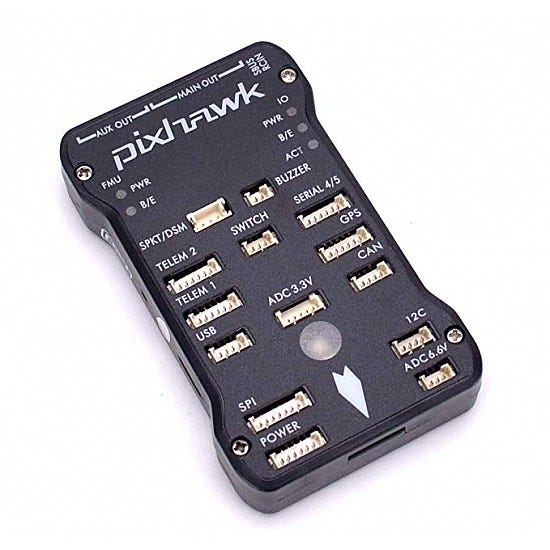 AUX OUT
MAIN OUT
SBUS
RCIN
pixhawk
IO
PWR
B/E
ACT
FMU
PWR
B/E
BUZZER
SPKT/DSM
SWITCH
SERIAL 4/5
GPS
CAN
TELEM 2
TELEM 1
USB
ADC 3.3V
12C
ADC 6.6V
SPI
POWER